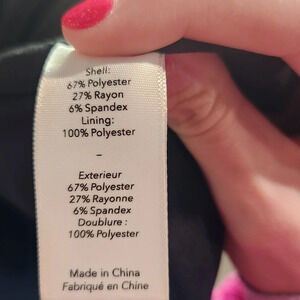 Shell:
67% Polyester
27% Rayon
6% Spandex
Lining:
100% Polyester
-
Exterieur
67% Polyester
27% Rayonne
6% Spandex
Doublure :
100% Polyester
Made in China
Fabriqué en Chine